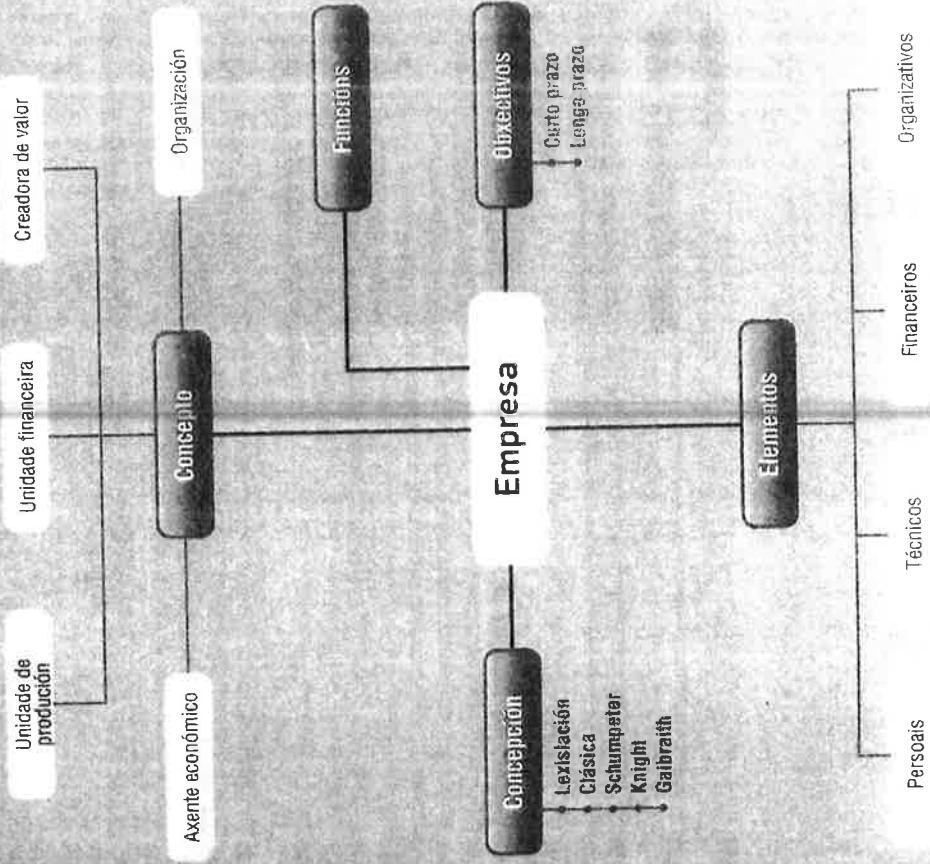 Unidade de
produción
Unidade financeira
Creadora de valor
Axente económico
Concepto
Organización
Funcións
Concepción
Lexislación
Clásica
Schumpeter
Knight
Galbraith
Empresa
Obxectivos
Curto prazo
Longo prazo
Elementos
Persoais
Técnicos
Financeiros
Organizativos